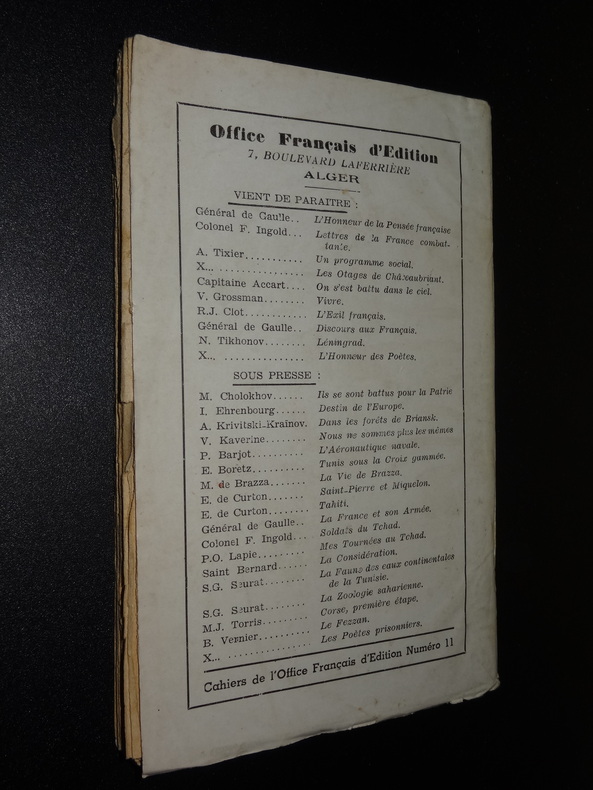 Office Français d'Edition
7, BOULEVARD LAFERRIÈRE
ALGER
VIENT DE PARAITRE :
Général de Gaulle.. L'Honneur de la Pensée française
Colonel F. Ingold... Lettres de la France combat-
tante.
A. Tixier........... Un programme social.
X... ............... Les Otages de Châteaubriant.
Capitaine Accart.... On s'est battu dans le ciel.
V. Grossman........ Vivre.
R.J. Clot............ L'Exil français.
Général de Gaulle.. Discours aux Français.
N. Tikhonov........ Léningrad.
X... ............... L'Honneur des Poètes.
SOUS PRESSE :
M. Cholokhov...... Ils se sont battus pour la Patrie
I. Ehrenbourg...... Destin de l'Europe.
A. Krivitski-Kraïnov. Dans les forêts de Briansk.
V. Kaverine........ Nous ne sommes plus les mêmes
P. Barjot.......... L'Aéronautique navale.
E. Boretz.......... Tunis sous la Croix gammée.
M. de Brazza....... La Vie de Brazza.
E. de Curton....... Saint-Pierre et Miquelon.
E. de Curton....... Tahiti.
Général de Gaulle.. La France et son Armée.
Colonel F. Ingold... Soldats du Tchad.
P.O. Lapie......... Mes Tournées au Tchad.
Saint Bernard...... La Considération.
S.G. Seurat........ La Faune des eaux continentales
de la Tunisie.
S.G. Seurat........ La Zoologie saharienne.
M.J. Torris......... Corse, première étape.
B. Vernier.......... Le Fezzan.
X... ............... Les Poètes prisonniers.
Cahiers de l'Office Français d'Edition Numéro 11